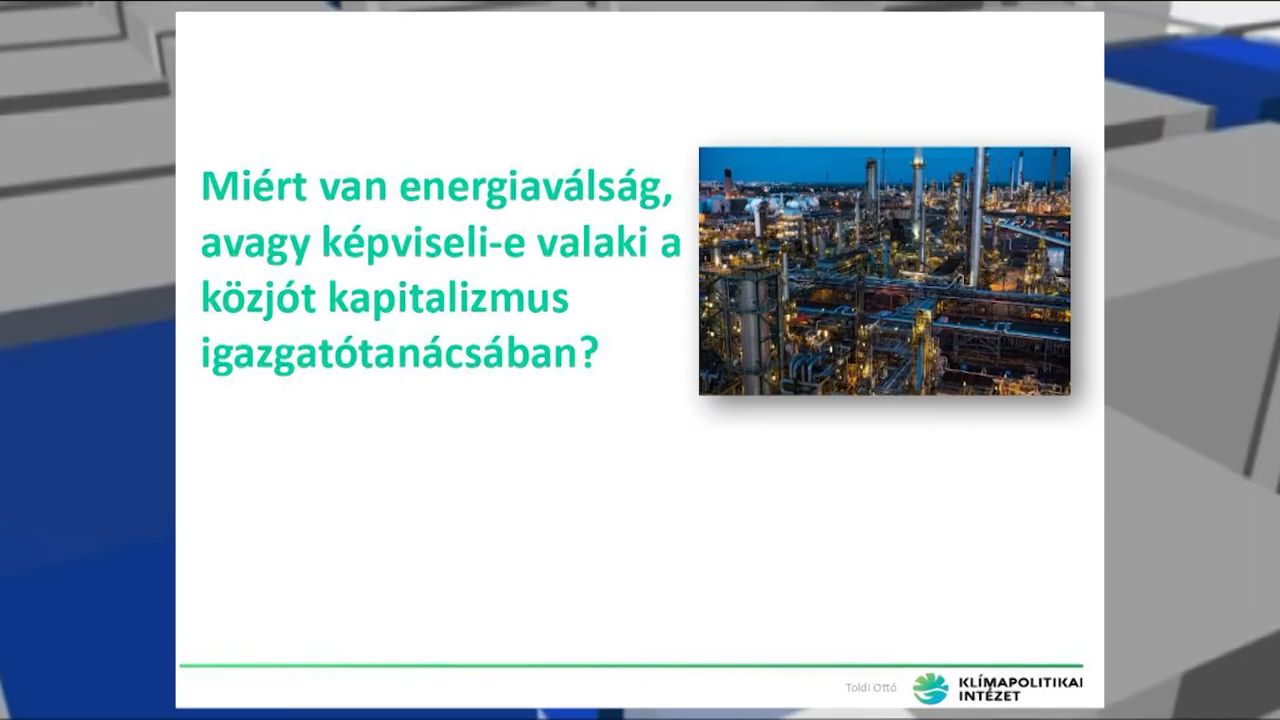 Miért van energiaválság,
avagy képviseli-e valaki a
közjót kapitalizmus
igazgatótanácsában?
Toldi Ottó
KLÍMAPOLITIKAI
INTÉZET